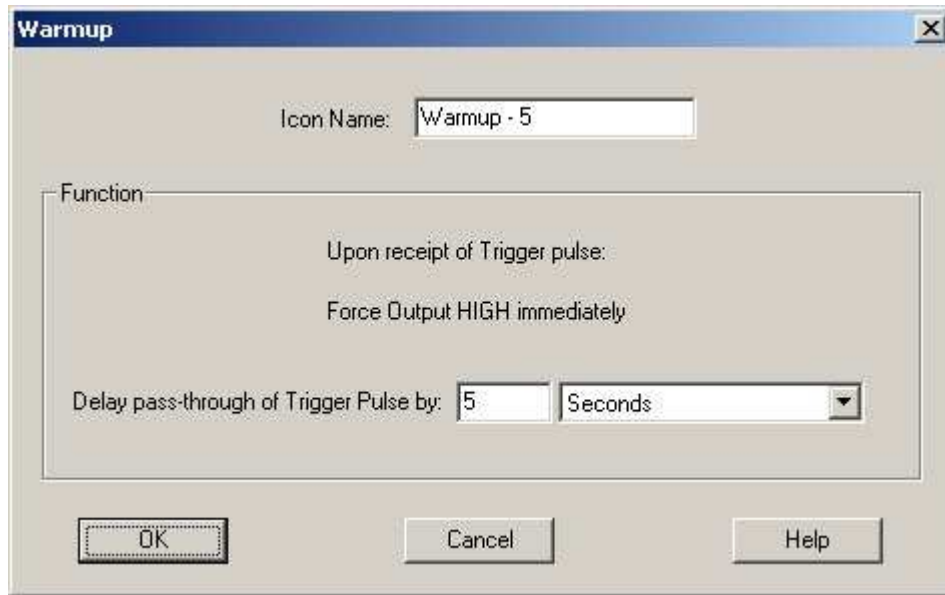 Warmup
Icon Name: Warmup - 5
Function
Upon receipt of Trigger pulse:
Force Output HIGH immediately
Delay pass-through of Trigger Pulse by: 5 Seconds
OK Cancel Help